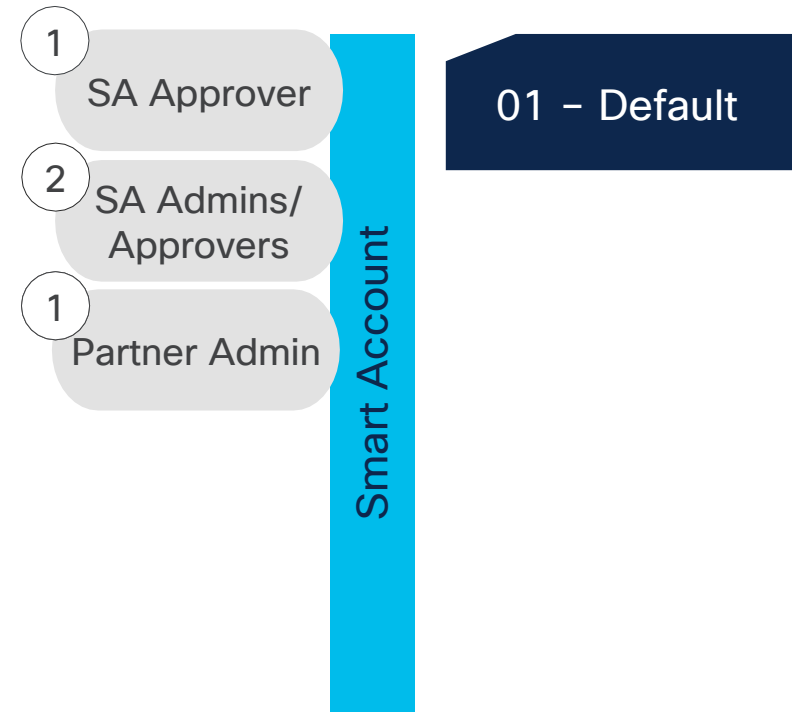 1
SA Approver
2
SA Admins/
Approvers
1
Partner Admin
Smart Account
01 – Default